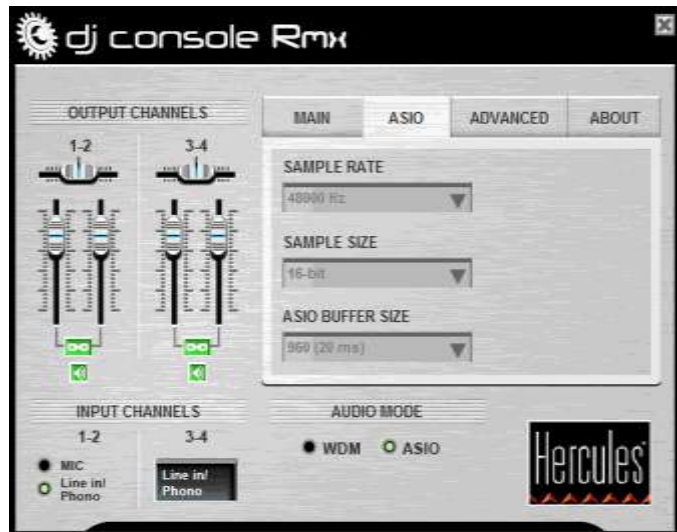 dj console Rmx
OUTPUT CHANNELS
1-2
3-4
MAIN
ASIO
ADVANCED
ABOUT
SAMPLE RATE
48000 Hz
SAMPLE SIZE
16-bit
ASIO BUFFER SIZE
960 (20 ms)
INPUT CHANNELS
1-2
3-4
MIC
Line in/
Phono
Line in/
Phono
AUDIO MODE
WDM
ASIO
Hercules